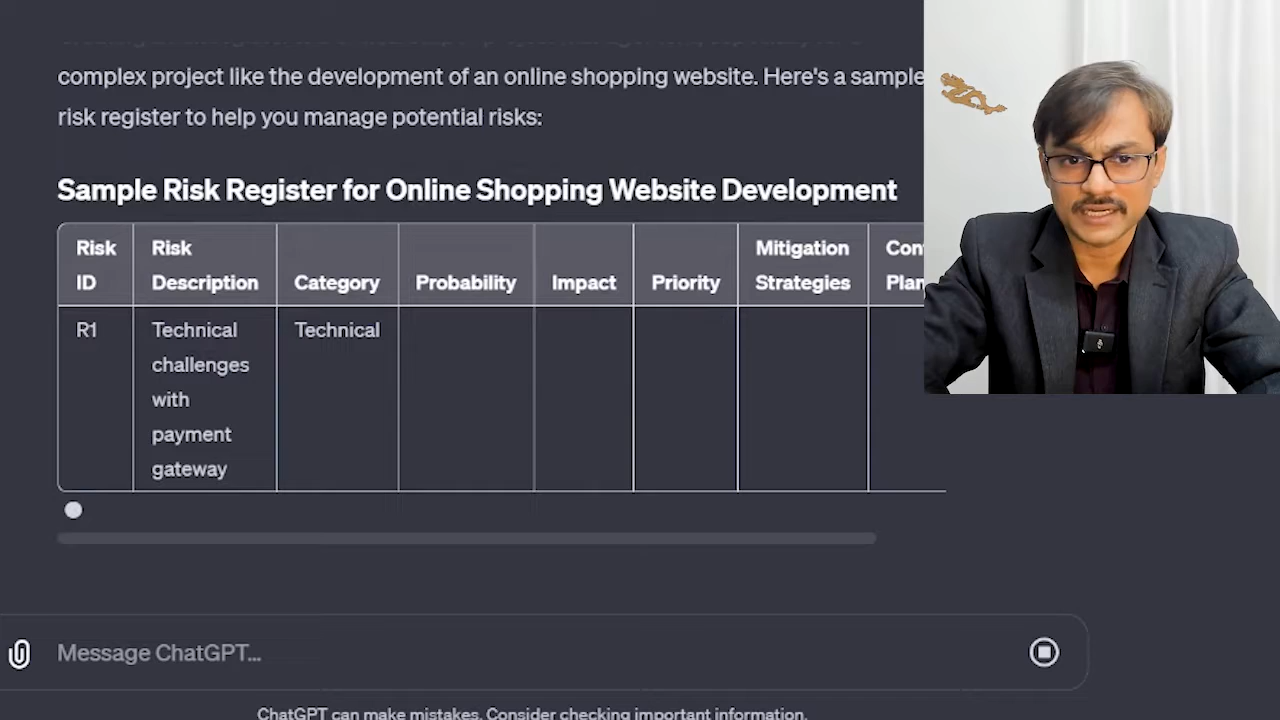 complex project like the development of an online shopping website. Here's a sample
risk register to help you manage potential risks:
Sample Risk Register for Online Shopping Website Development
Risk ID
Risk Description
Category
Probability
Impact
Priority
Mitigation Strategies
R1
Technical challenges with payment gateway
Technical
Message ChatGPT...
ChatGPT can make mistakes. Consider checking important information.